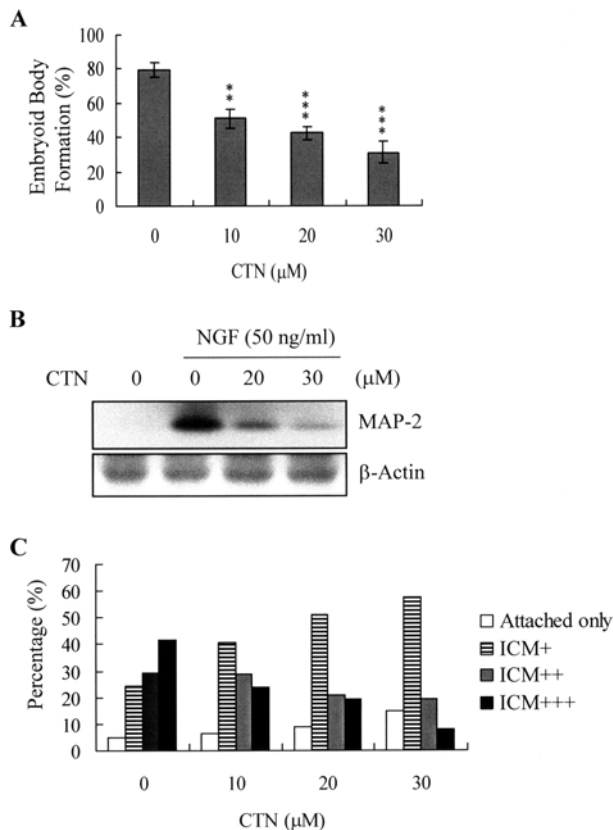 A
Embryoid Body
Formation (%)
100
80
60
40
20
0
**
***
***
0 10 20 30
CTN (μM)
B
NGF (50 ng/ml)
CTN 0 0 20 30 (μM)
MAP-2
β-Actin
C
Percentage (%)
70
60
50
40
30
20
10
0
Attached only
ICM+
ICM++
ICM+++
0 10 20 30
CTN (μM)